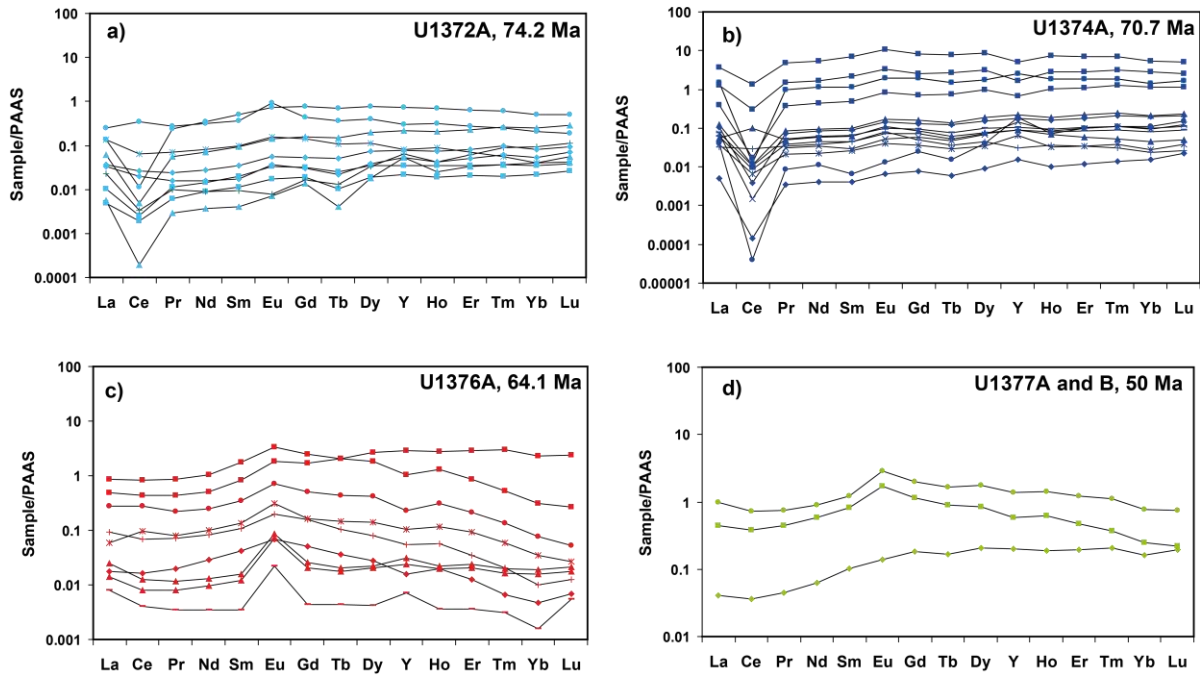 a)
U1372A, 74.2 Ma
100
10
1
0.1
0.01
0.001
0.0001
Sample/PAAS
La Ce Pr Nd Sm Eu Gd Tb Dy Y Ho Er Tm Yb Lu
b)
U1374A, 70.7 Ma
100
10
1
0.1
0.01
0.001
0.0001
0.00001
Sample/PAAS
La Ce Pr Nd Sm Eu Gd Tb Dy Y Ho Er Tm Yb Lu
c)
U1376A, 64.1 Ma
100
10
1
0.1
0.01
0.001
Sample/PAAS
La Ce Pr Nd Sm Eu Gd Tb Dy Y Ho Er Tm Yb Lu
d)
U1377A and B, 50 Ma
100
10
1
0.1
0.01
Sample/PAAS
La Ce Pr Nd Sm Eu Gd Tb Dy Y Ho Er Tm Yb Lu